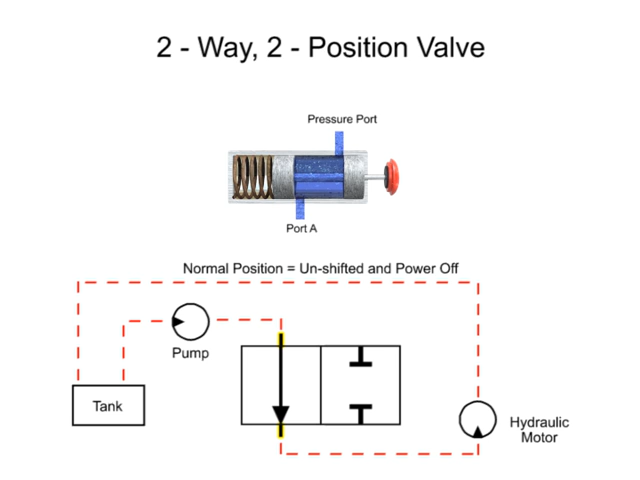 2 - Way, 2 - Position Valve
Pressure Port
Port A
Normal Position = Un-shifted and Power Off
Pump
Tank
Hydraulic
Motor